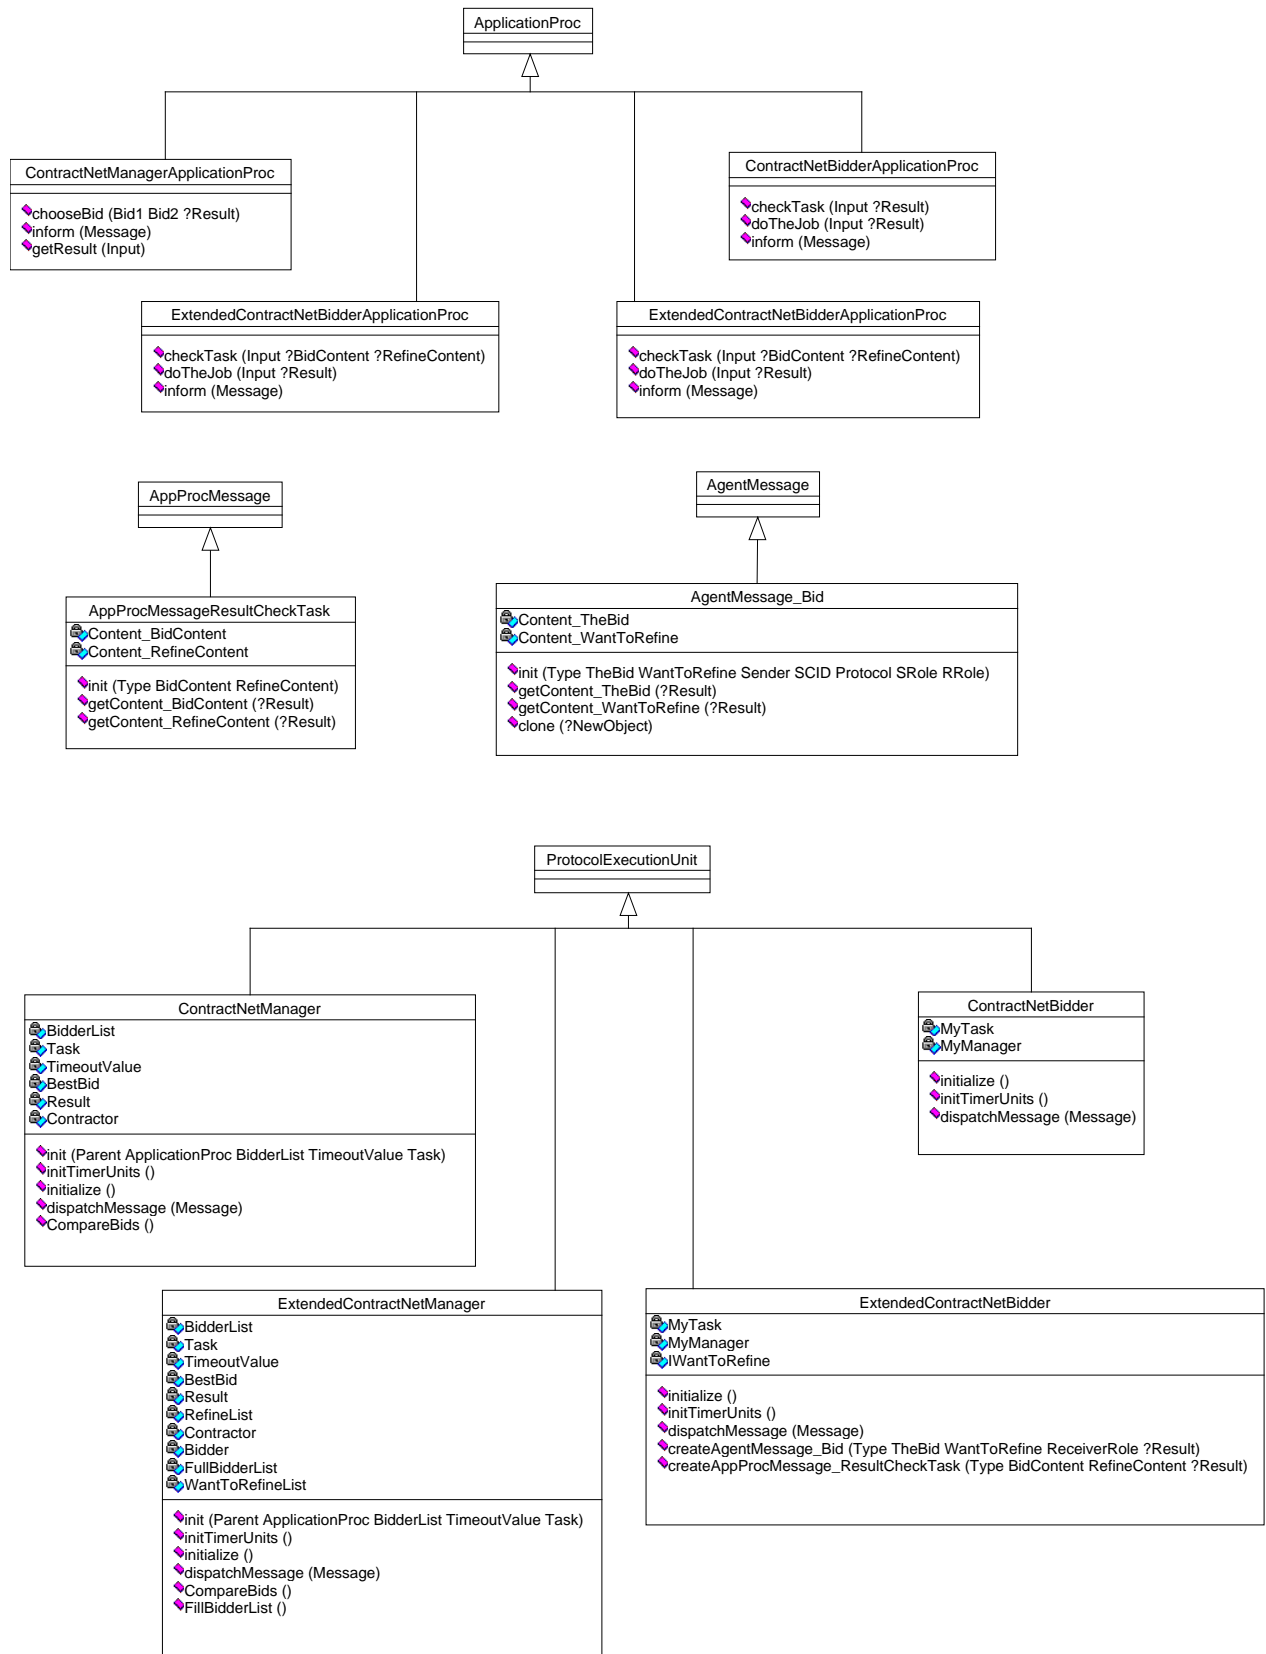 ApplicationProc
ContractNetManagerApplicationProc
chooseBid (Bid1 Bid2 ?Result)
inform (Message)
getResult (Input)
ContractNetBidderApplicationProc
checkTask (Input ?Result)
doTheJob (Input ?Result)
inform (Message)
ExtendedContractNetBidderApplicationProc
checkTask (Input ?BidContent ?RefineContent)
doTheJob (Input ?Result)
inform (Message)
ExtendedContractNetBidderApplicationProc
checkTask (Input ?BidContent ?RefineContent)
doTheJob (Input ?Result)
inform (Message)
AppProcMessage
AgentMessage
AppProcMessageResultCheckTask
Content_BidContent
Content_RefineContent
init (Type BidContent RefineContent)
getContent_BidContent (?Result)
getContent_RefineContent (?Result)
AgentMessage_Bid
Content_TheBid
Content_WantToRefine
init (Type TheBid WantToRefine Sender SCID Protocol SRole RRole)
getContent_TheBid (?Result)
getContent_WantToRefine (?Result)
clone (?NewObject)
ProtocolExecutionUnit
ContractNetManager
BidderList
Task
TimeoutValue
BestBid
Result
Contractor
init (Parent ApplicationProc BidderList TimeoutValue Task)
initTimerUnits ()
initialize ()
dispatchMessage (Message)
CompareBids ()
ContractNetBidder
MyTask
MyManager
initialize ()
initTimerUnits ()
dispatchMessage (Message)
ExtendedContractNetManager
BidderList
Task
TimeoutValue
BestBid
Result
RefineList
Contractor
Bidder
FullBidderList
WantToRefineList
init (Parent ApplicationProc BidderList TimeoutValue Task)
initTimerUnits ()
initialize ()
dispatchMessage (Message)
CompareBids ()
FillBidderList ()
ExtendedContractNetBidder
MyTask
MyManager
IWantToRefine
initialize ()
initTimerUnits ()
dispatchMessage (Message)
createAgentMessage_Bid (Type TheBid WantToRefine ReceiverRole ?Result)
createAppProcMessage_ResultCheckTask (Type BidContent RefineContent ?Result)